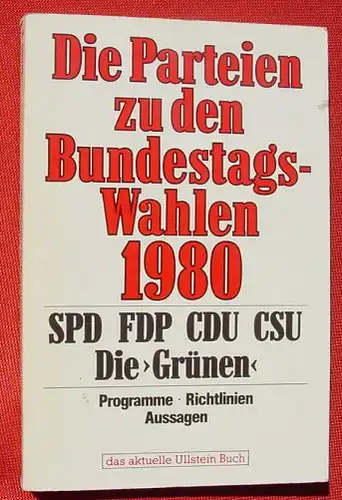 Die Parteien
zu den
Bundestags-
Wahlen
1980
SPD FDP CDU CSU
Die ›Grünen‹
Programme · Richtlinien
Aussagen
das aktuelle Ullstein Buch